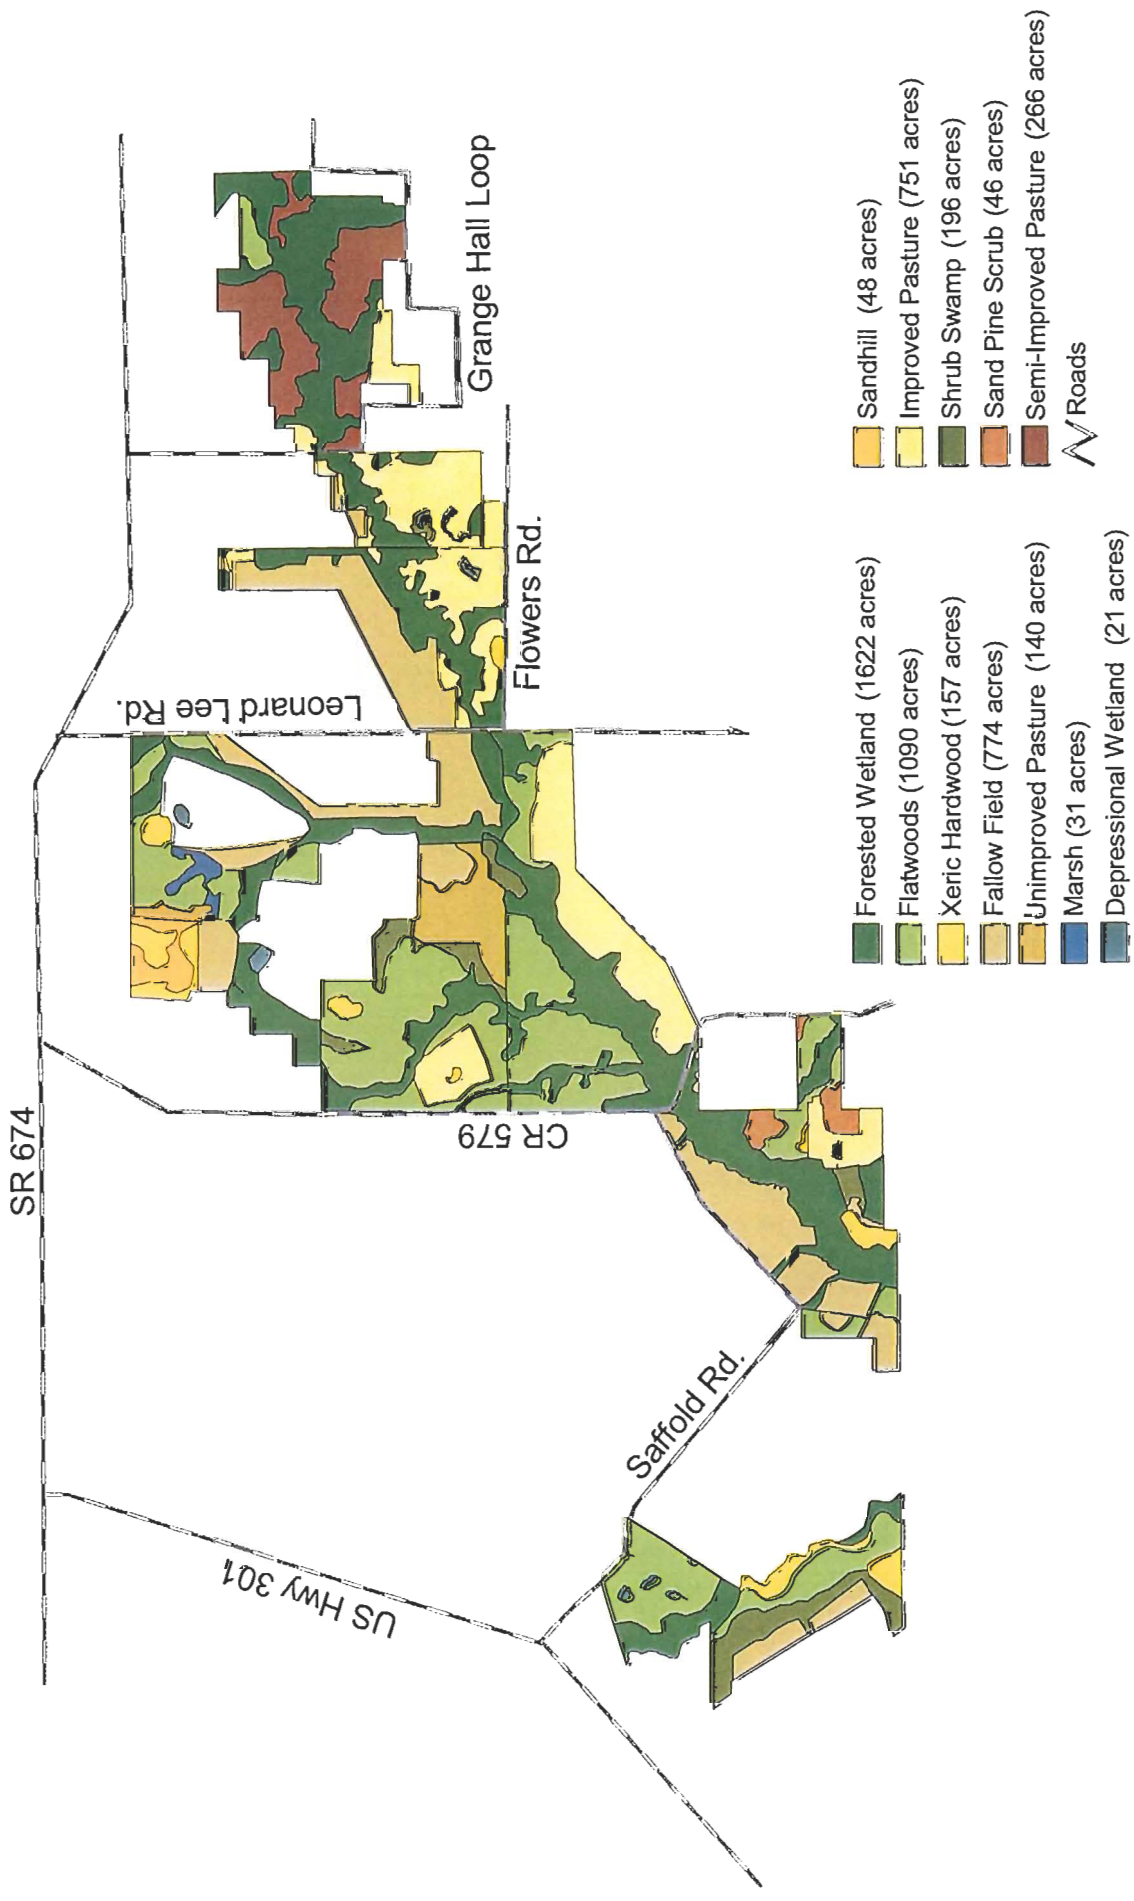 SR 674
US Hwy 301
CR 579
Leonard Lee Rd.
Saffold Rd.
Flowers Rd.
Grange Hall Loop
Forested Wetland (1622 acres)
Flatwoods (1090 acres)
Xeric Hardwood (157 acres)
Fallow Field (774 acres)
Unimproved Pasture (140 acres)
Marsh (31 acres)
Depressional Wetland (21 acres)
Sandhill (48 acres)
Improved Pasture (751 acres)
Shrub Swamp (196 acres)
Sand Pine Scrub (46 acres)
Semi-Improved Pasture (266 acres)
Roads